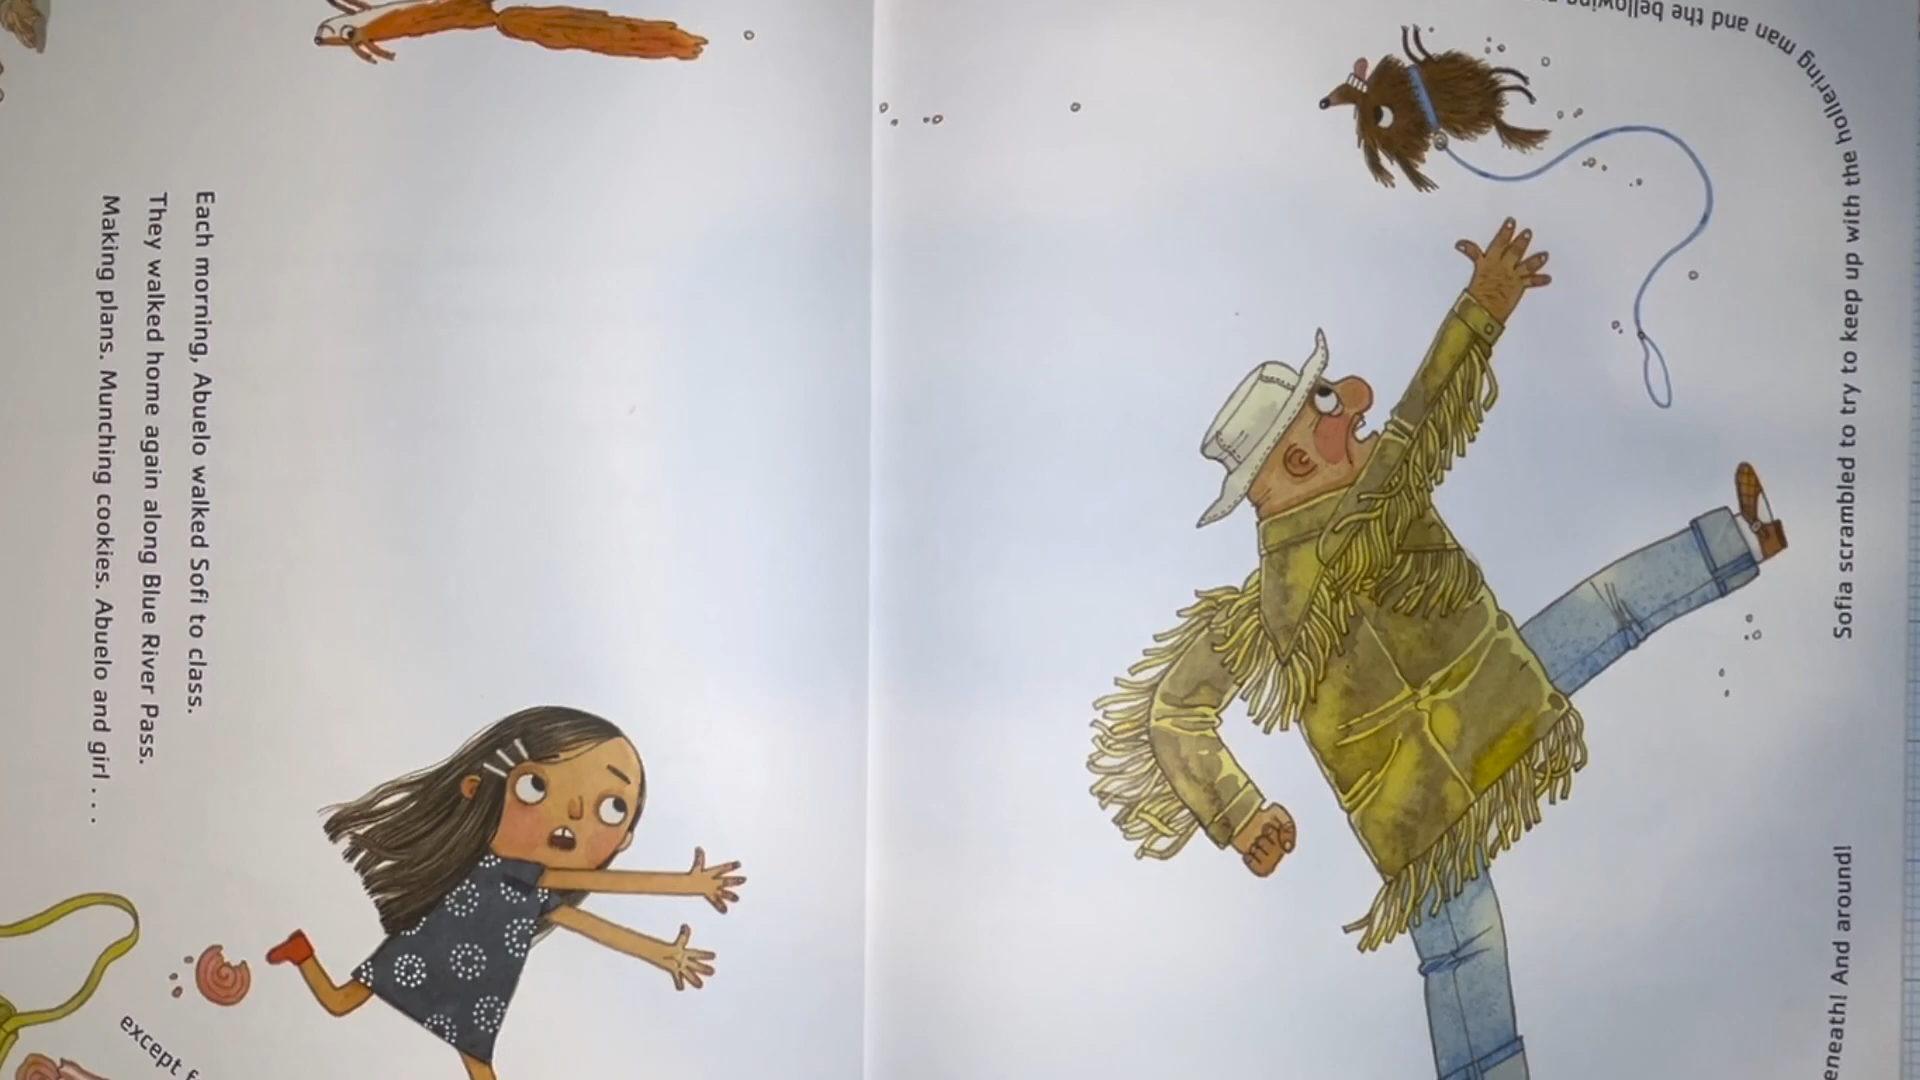 Each morning, Abuelo walked Sofi to class.
They walked home again along Blue River Pass.
Making plans. Munching cookies. Abuelo and girl . . .
except
Sofia scrambled to try to keep up with the hollering man and the bellowing
And around!